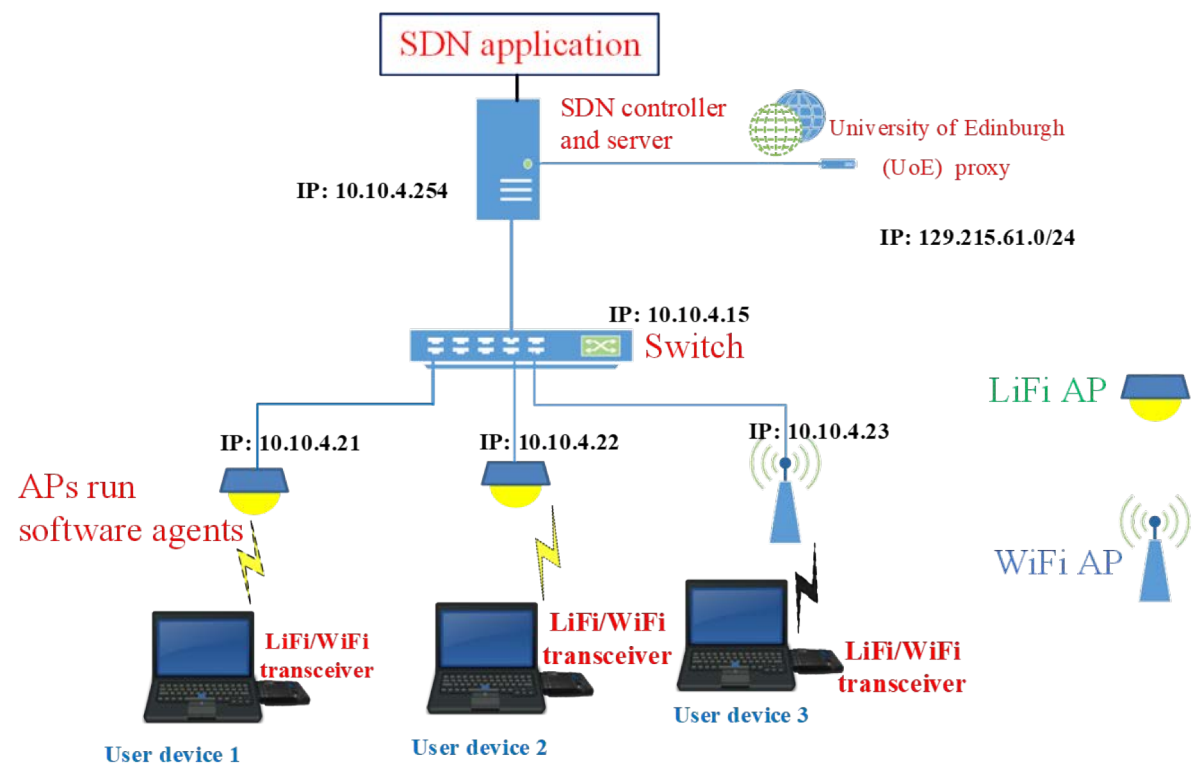 SDN application
SDN controller
and server
University of Edinburgh
(UoE) proxy
IP: 10.10.4.254
IP: 129.215.61.0/24
IP: 10.10.4.15
Switch
LiFi AP
IP: 10.10.4.21
IP: 10.10.4.22
IP: 10.10.4.23
APs run
software agents
WiFi AP
LiFi/WiFi
transceiver
LiFi/WiFi
transceiver
LiFi/WiFi
transceiver
User device 1
User device 2
User device 3